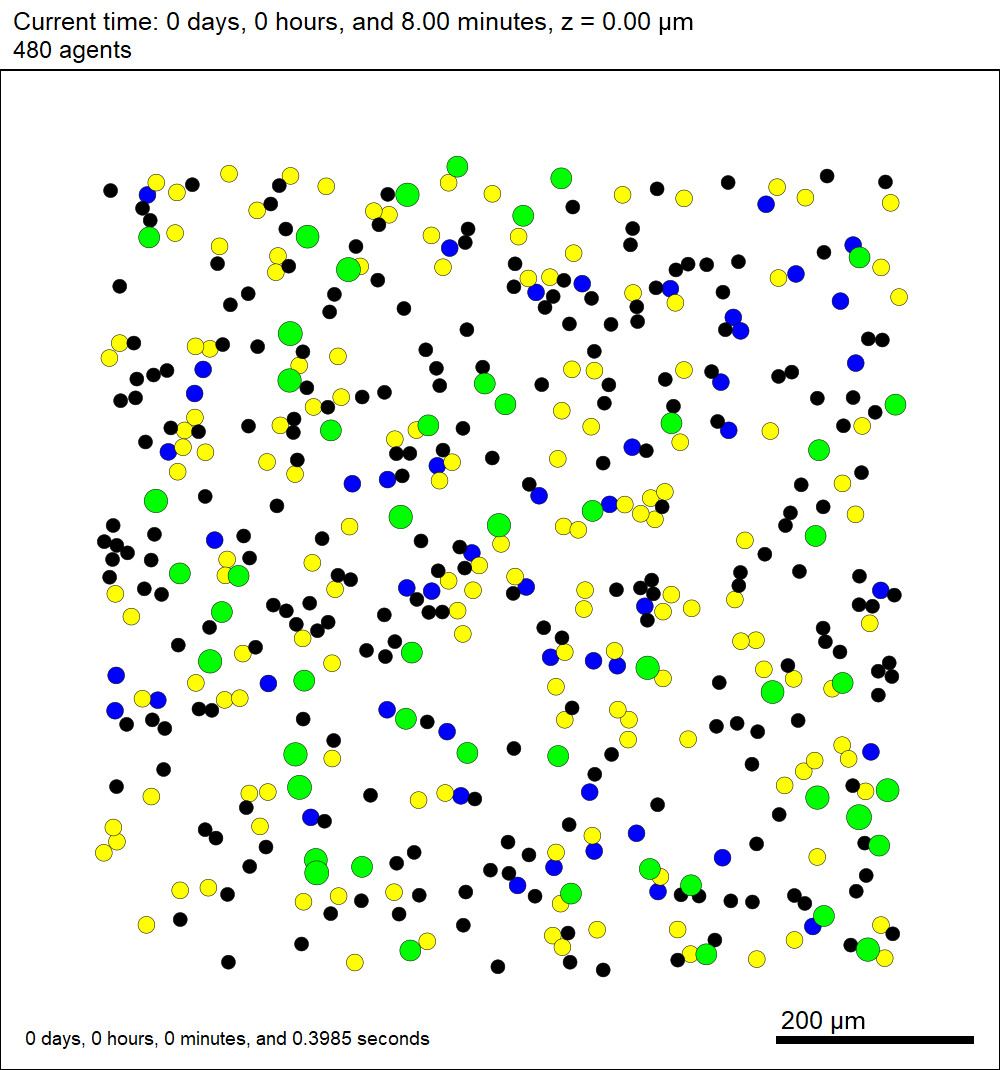 Current time: 0 days, 0 hours, and 8.00 minutes, z = 0.00 µm
480 agents
200 µm
0 days, 0 hours, 0 minutes, and 0.3985 seconds